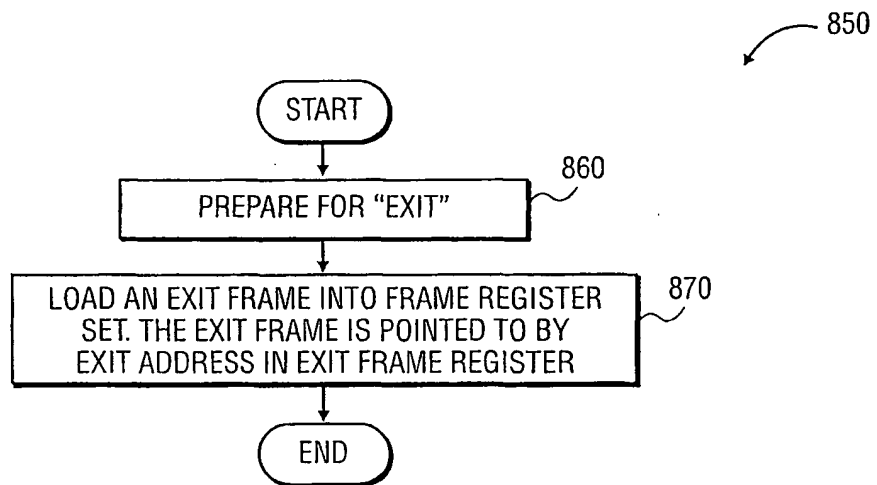 850
START
860
PREPARE FOR “EXIT”
LOAD AN EXIT FRAME INTO FRAME REGISTER
870
SET. THE EXIT FRAME IS POINTED TO BY
EXIT ADDRESS IN EXIT FRAME REGISTER
END